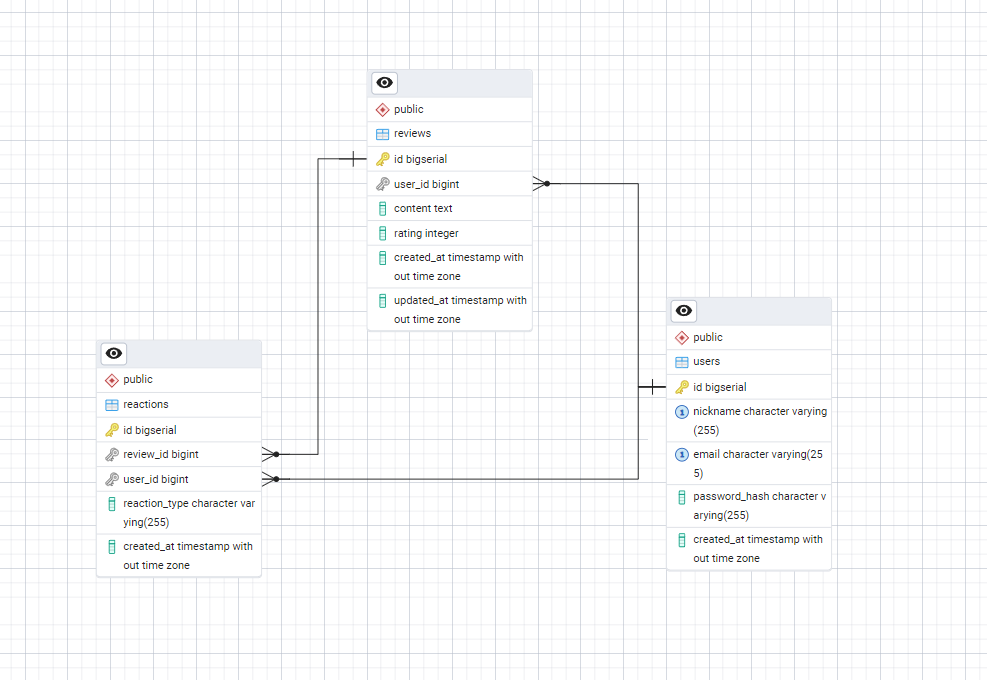 public
reviews
id bigserial
user_id bigint
content text
rating integer
created_at timestamp with
out time zone
updated_at timestamp with
out time zone
public
users
id bigserial
nickname character varying
(255)
email character varying(25
5)
password_hash character v
arying(255)
created_at timestamp with
out time zone
public
reactions
id bigserial
review_id bigint
user_id bigint
reaction_type character var
ying(255)
created_at timestamp with
out time zone